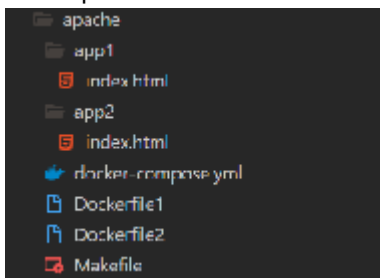 apache
app1
index.html
app2
index.html
docker-compose.yml
Dockerfile1
Dockerfile2
Makefile